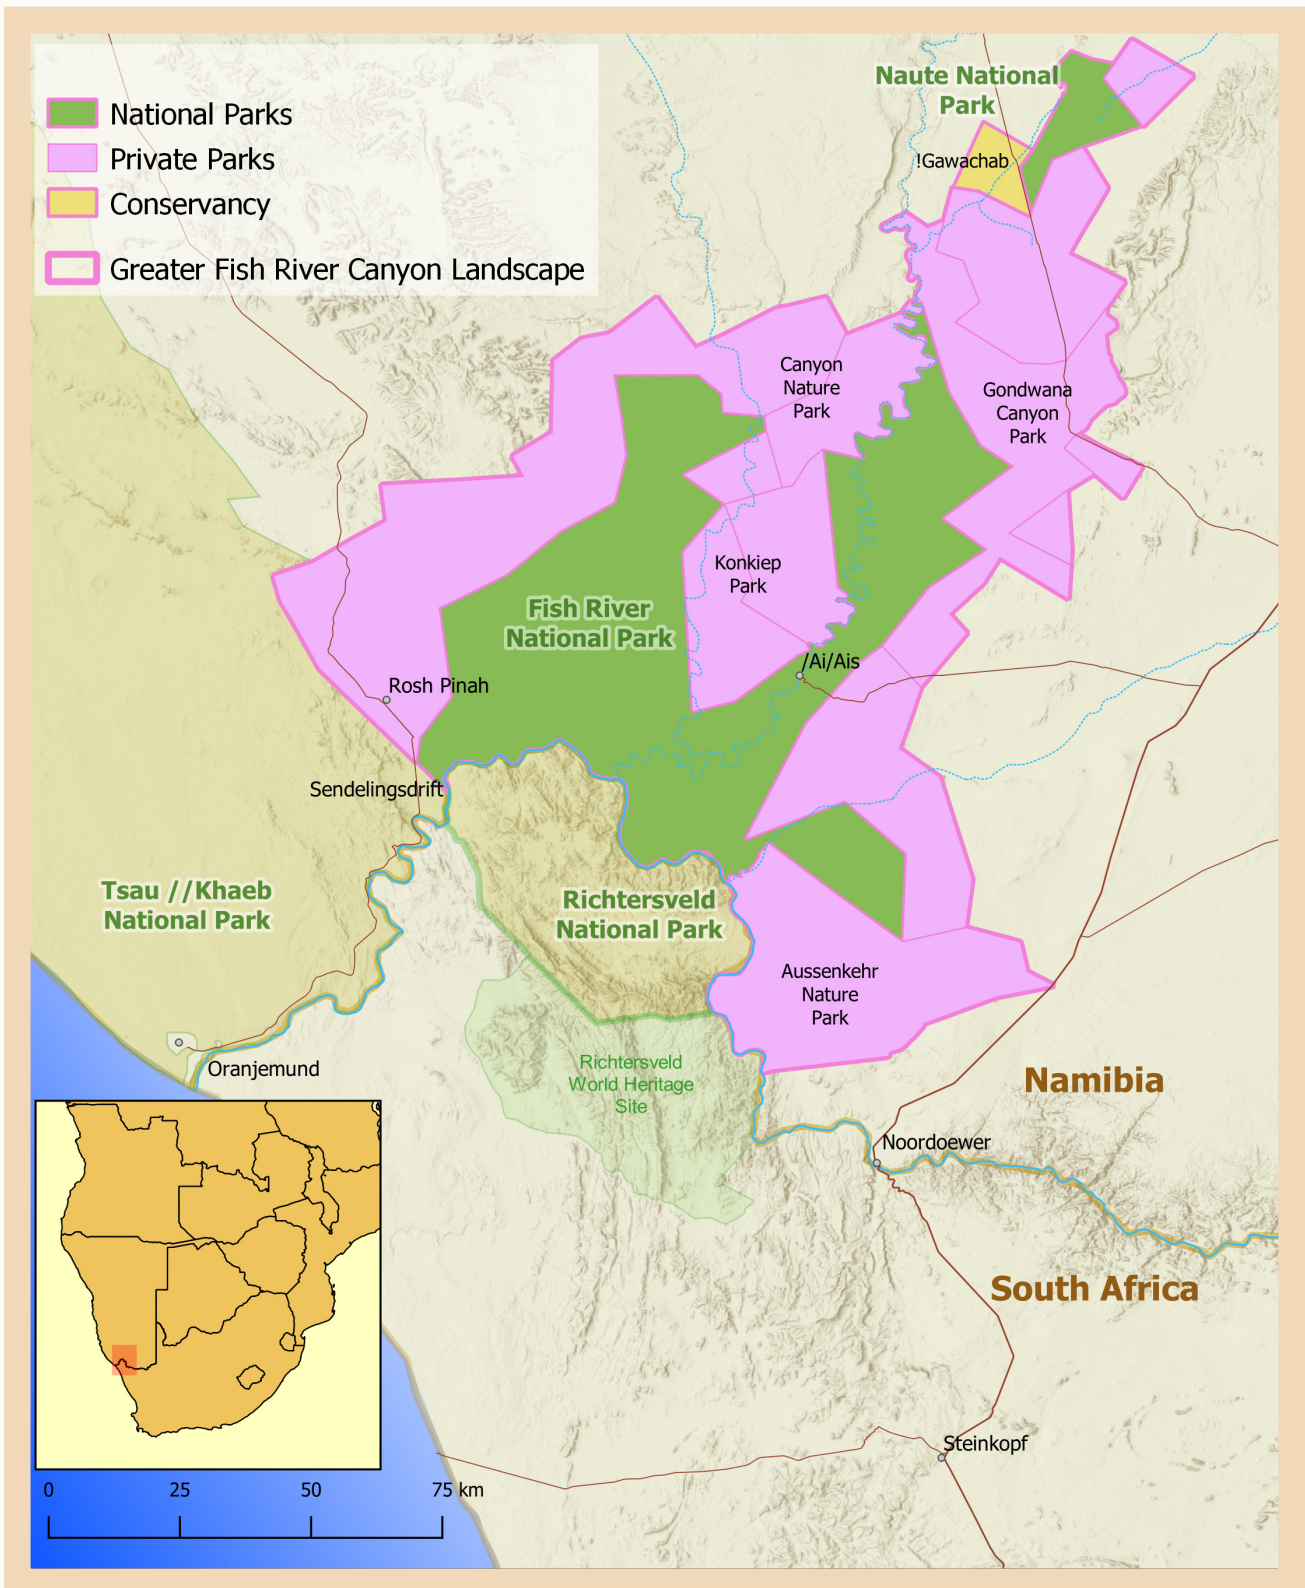 National Parks
Private Parks
Conservancy
Greater Fish River Canyon Landscape
Naute National
Park
!Gawachab
Canyon
Nature
Park
Gondwana
Canyon
Park
Konkiep
Park
Fish River
National Park
/Ai/Ais
Rosh Pinah
Sendelingsdrift
Tsau //Khaeb
National Park
Richtersveld
National Park
Aussenkehr
Nature
Park
Oranjemund
Richtersveld
World Heritage
Site
Namibia
Noordoewer
South Africa
Steinkopf
0 25 50 75 km